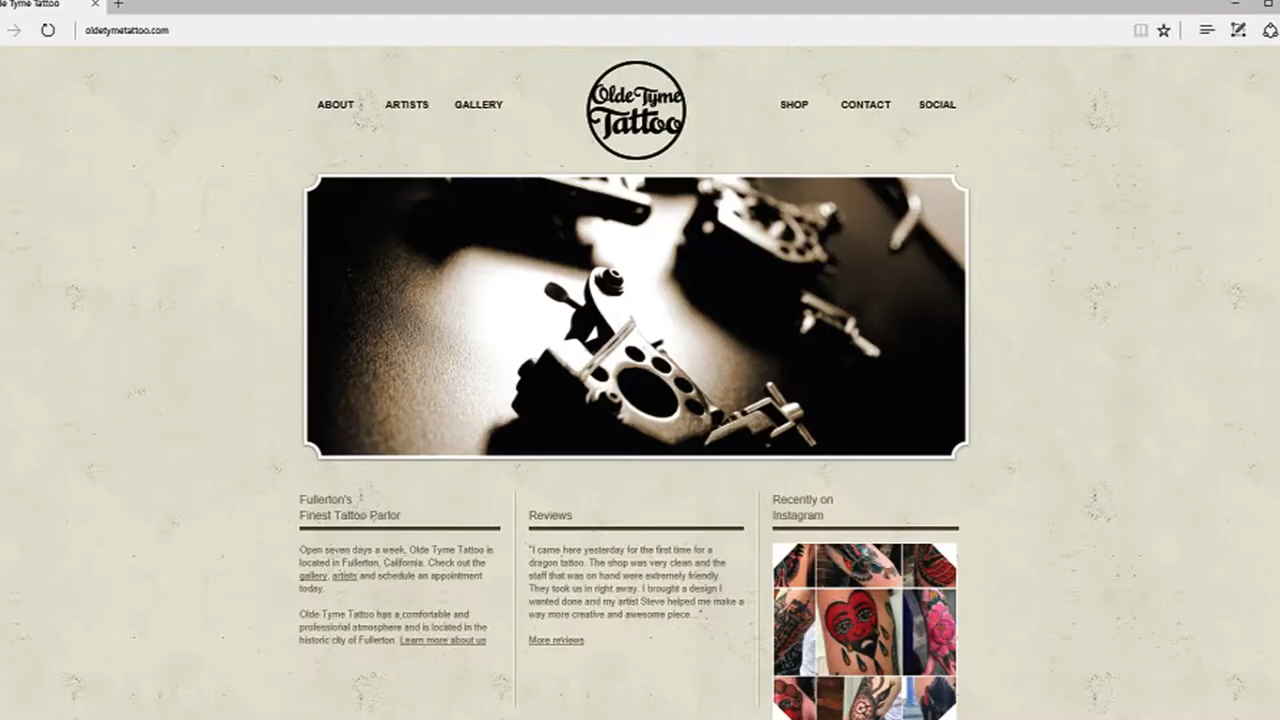 de Tyme Tattoo
oldetymetattoo.com
ABOUT
ARTISTS
GALLERY
Olde Tyme
Tattoo
SHOP
CONTACT
SOCIAL
Fullerton's
Finest Tattoo Parlor
Open seven days a week, Olde Tyme Tattoo is
located in Fullerton, California. Check out the
gallery, artists and schedule an appointment
today.
Olde Tyme Tattoo has a comfortable and
professional atmosphere and is located in the
historic city of Fullerton. Learn more about us
Reviews
"I came here yesterday for the first time for a
dragon tattoo. The shop was very clean and the
staff that was on hand were extremely friendly.
They took us in right away. I brought a design I
wanted done and my artist Steve helped me make a
way more creative and awesome piece..."
More reviews
Recently on
Instagram